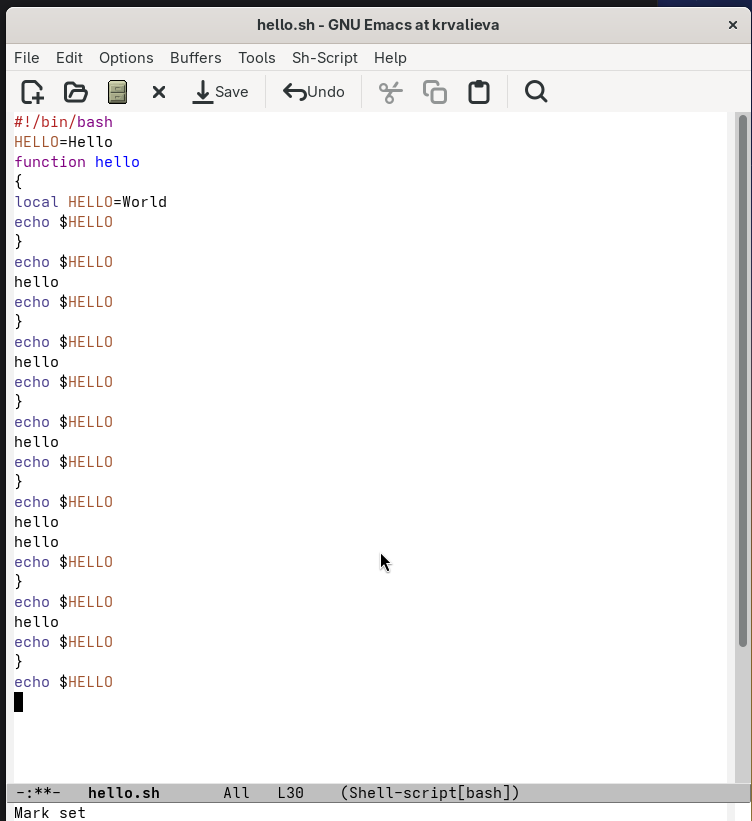 hello.sh - GNU Emacs at krvalieva
File Edit Options Buffers Tools Sh-Script Help
Save Undo
#!/bin/bash
HELLO=Hello
function hello
{
local HELLO=World
echo $HELLO
}
echo $HELLO
hello
echo $HELLO
}
echo $HELLO
hello
echo $HELLO
}
echo $HELLO
hello
echo $HELLO
}
echo $HELLO
hello
hello
echo $HELLO
}
echo $HELLO
hello
echo $HELLO
}
echo $HELLO
-:**- hello.sh All L30 (Shell-script[bash])
Mark set